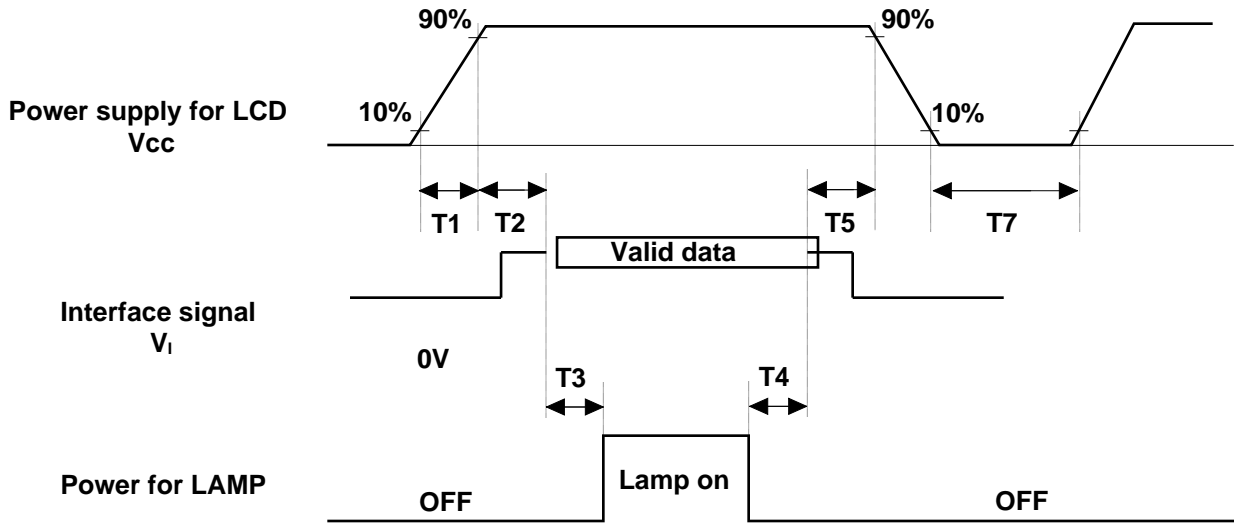 90%
90%
Power supply for LCD
Vcc
10%
10%
T1
T2
T5
T7
Valid data
Interface signal
VI
0V
T3
T4
Power for LAMP
OFF
Lamp on
OFF